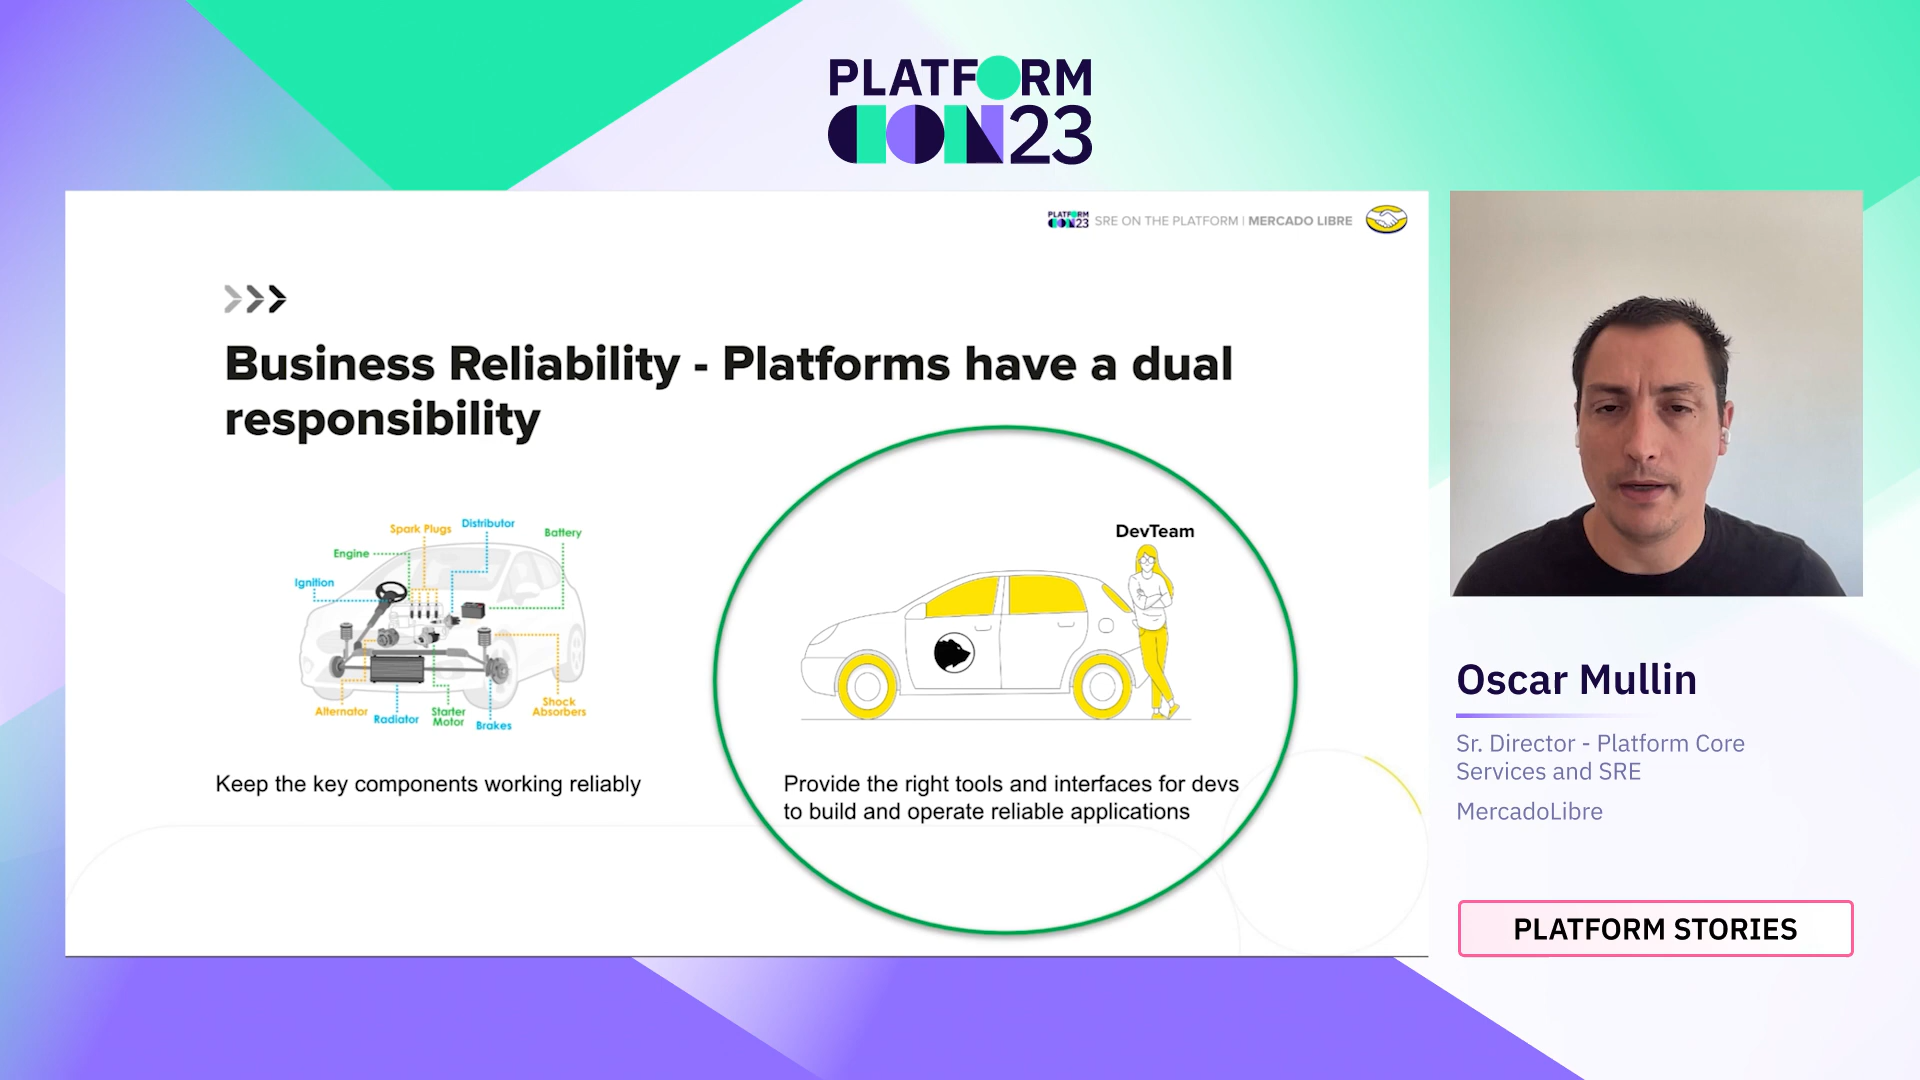 PLATFORM
CON23
PLATFORM
CON23
SRE ON THE PLATFORM | MERCADO LIBRE
Business Reliability - Platforms have a dual
responsibility
Spark Plugs
Distributor
Battery
Engine
Ignition
Alternator
Radiator
Starter
Motor
Brakes
Shock
Absorbers
Keep the key components working reliably
DevTeam
Provide the right tools and interfaces for devs
to build and operate reliable applications
Oscar Mullin
Sr. Director - Platform Core
Services and SRE
MercadoLibre
PLATFORM STORIES